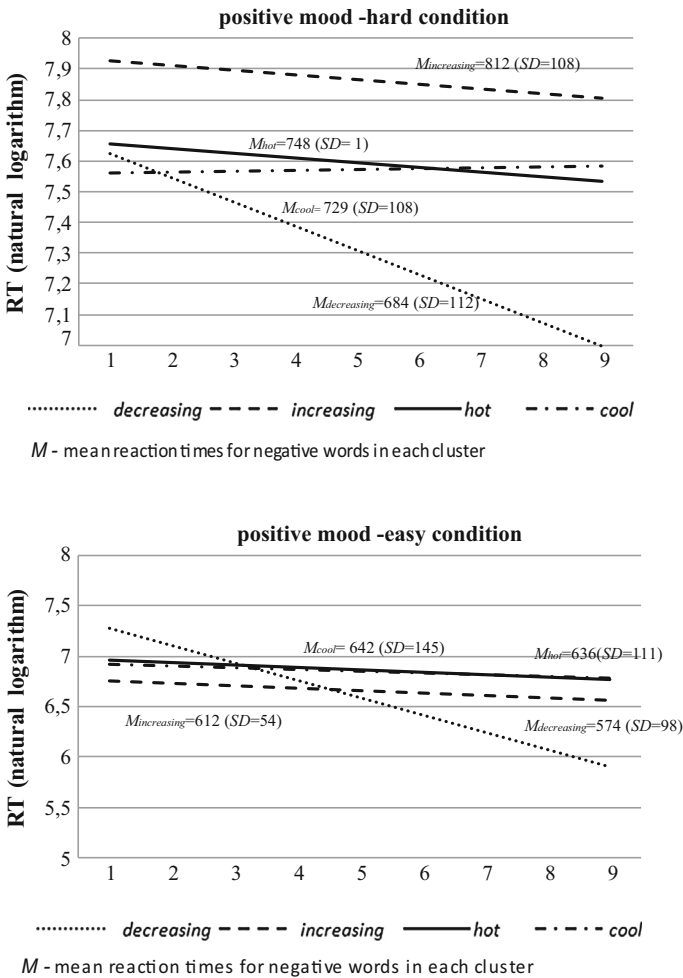 positive mood -hard condition
8
7,9
7,8
7,7
7,6
7,5
7,4
7,3
7,2
7,1
7
RT (natural logarithm)
Mincreasing=812 (SD=108)
Mhot=748 (SD= 1)
Mcool= 729 (SD=108)
Mdecreasing=684 (SD=112)
1 2 3 4 5 6 7 8 9
decreasing increasing hot cool
M - mean reaction times for negative words in each cluster
positive mood -easy condition
8
7,5
7
6,5
6
5,5
5
RT (natural logarithm)
Mcool= 642 (SD=145)
Mhot=636(SD=111)
Mincreasing=612 (SD=54)
Mdecreasing=574 (SD=98)
1 2 3 4 5 6 7 8 9
decreasing increasing hot cool
M - mean reaction times for negative words in each cluster